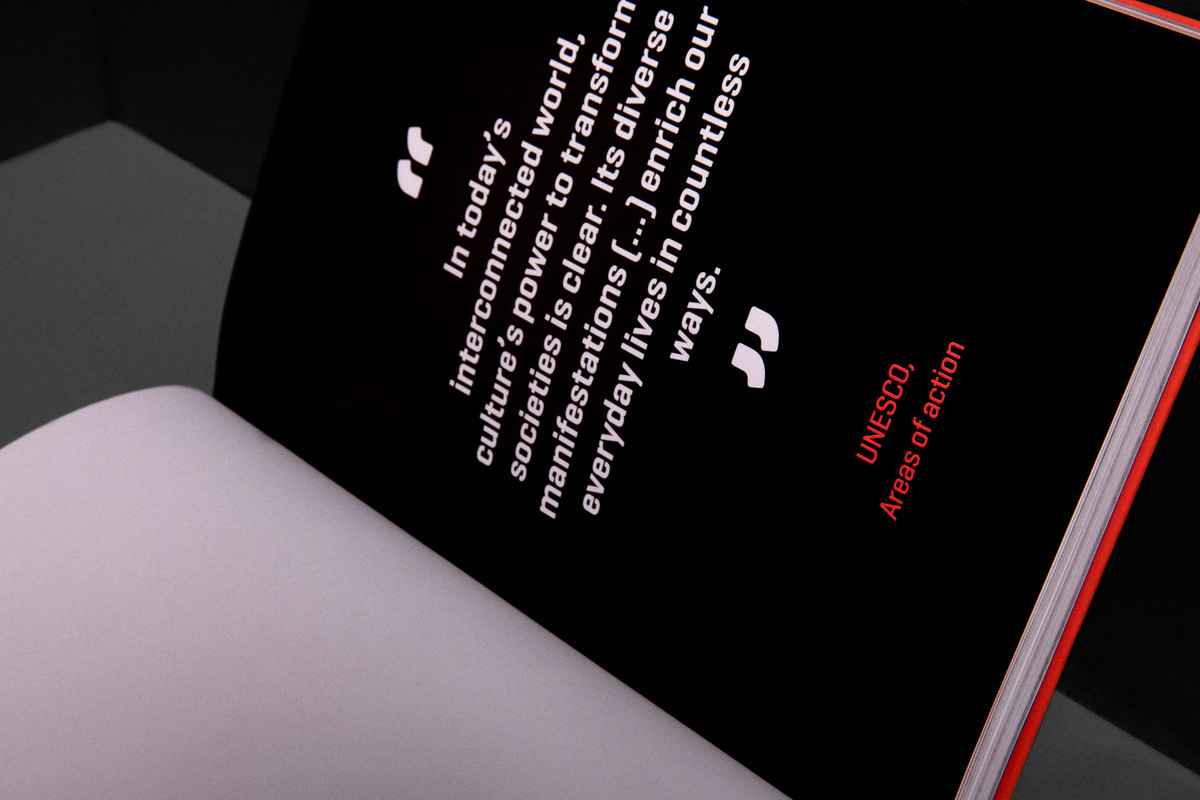 “
In today’s
interconnected world,
culture’s power to transform
societies is clear. Its diverse
manifestations (...) enrich our
everyday lives in countless
ways.
”
UNESCO,
Areas of action